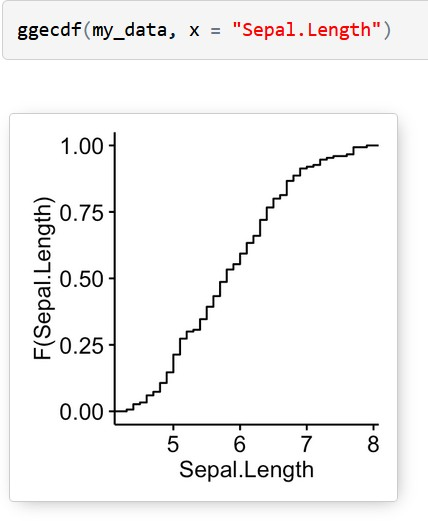 ggecdf(my_data, x = "Sepal.Length")
1.00
0.75
0.50
0.25
0.00
F(Sepal.Length)
5 6 7 8
Sepal.Length